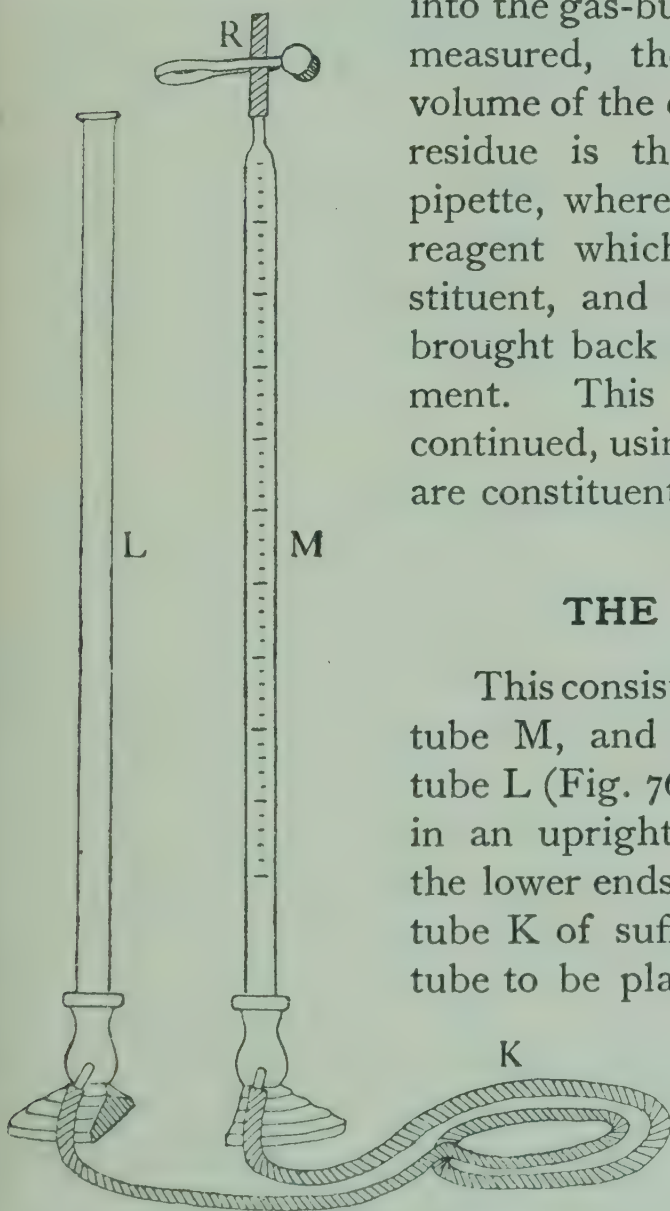 into the gas-bu
measured, the
volume of the
residue is th
pipette, where
reagent which
stituent, and
brought back
ment. This
continued, usin
are constituent
THE
This consis
tube M, and
tube L (Fig. 76
in an upright
the lower ends
tube K of suf
tube to be pla
R
L
M
K